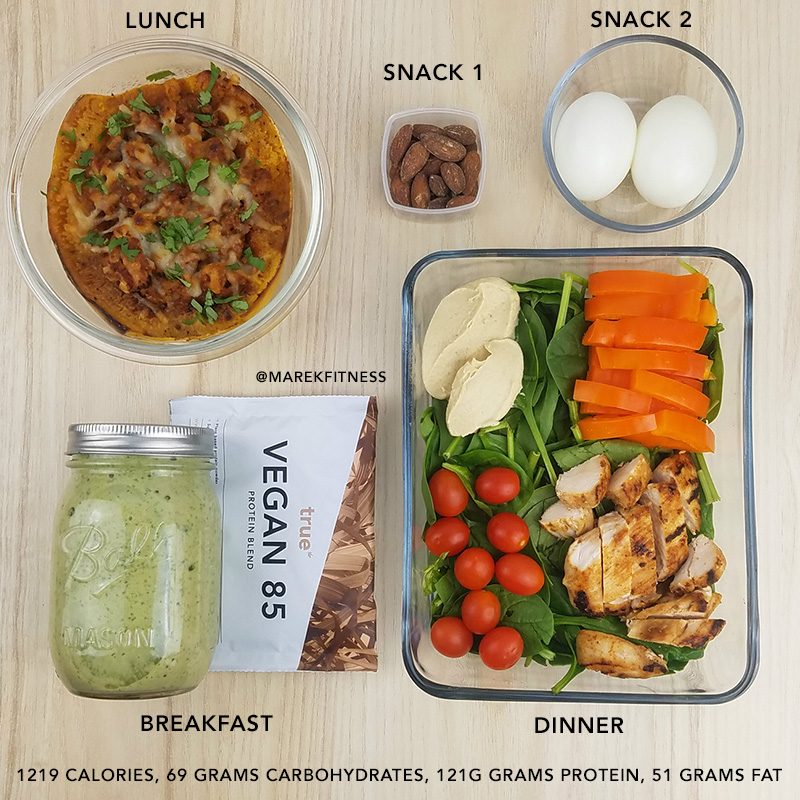 LUNCH
SNACK 1
SNACK 2
@MAREKFITNESS
true
VEGAN 85
PROTEIN BLEND
Ball
MASON
BREAKFAST
DINNER
1219 CALORIES, 69 GRAMS CARBOHYDRATES, 121G GRAMS PROTEIN, 51 GRAMS FAT